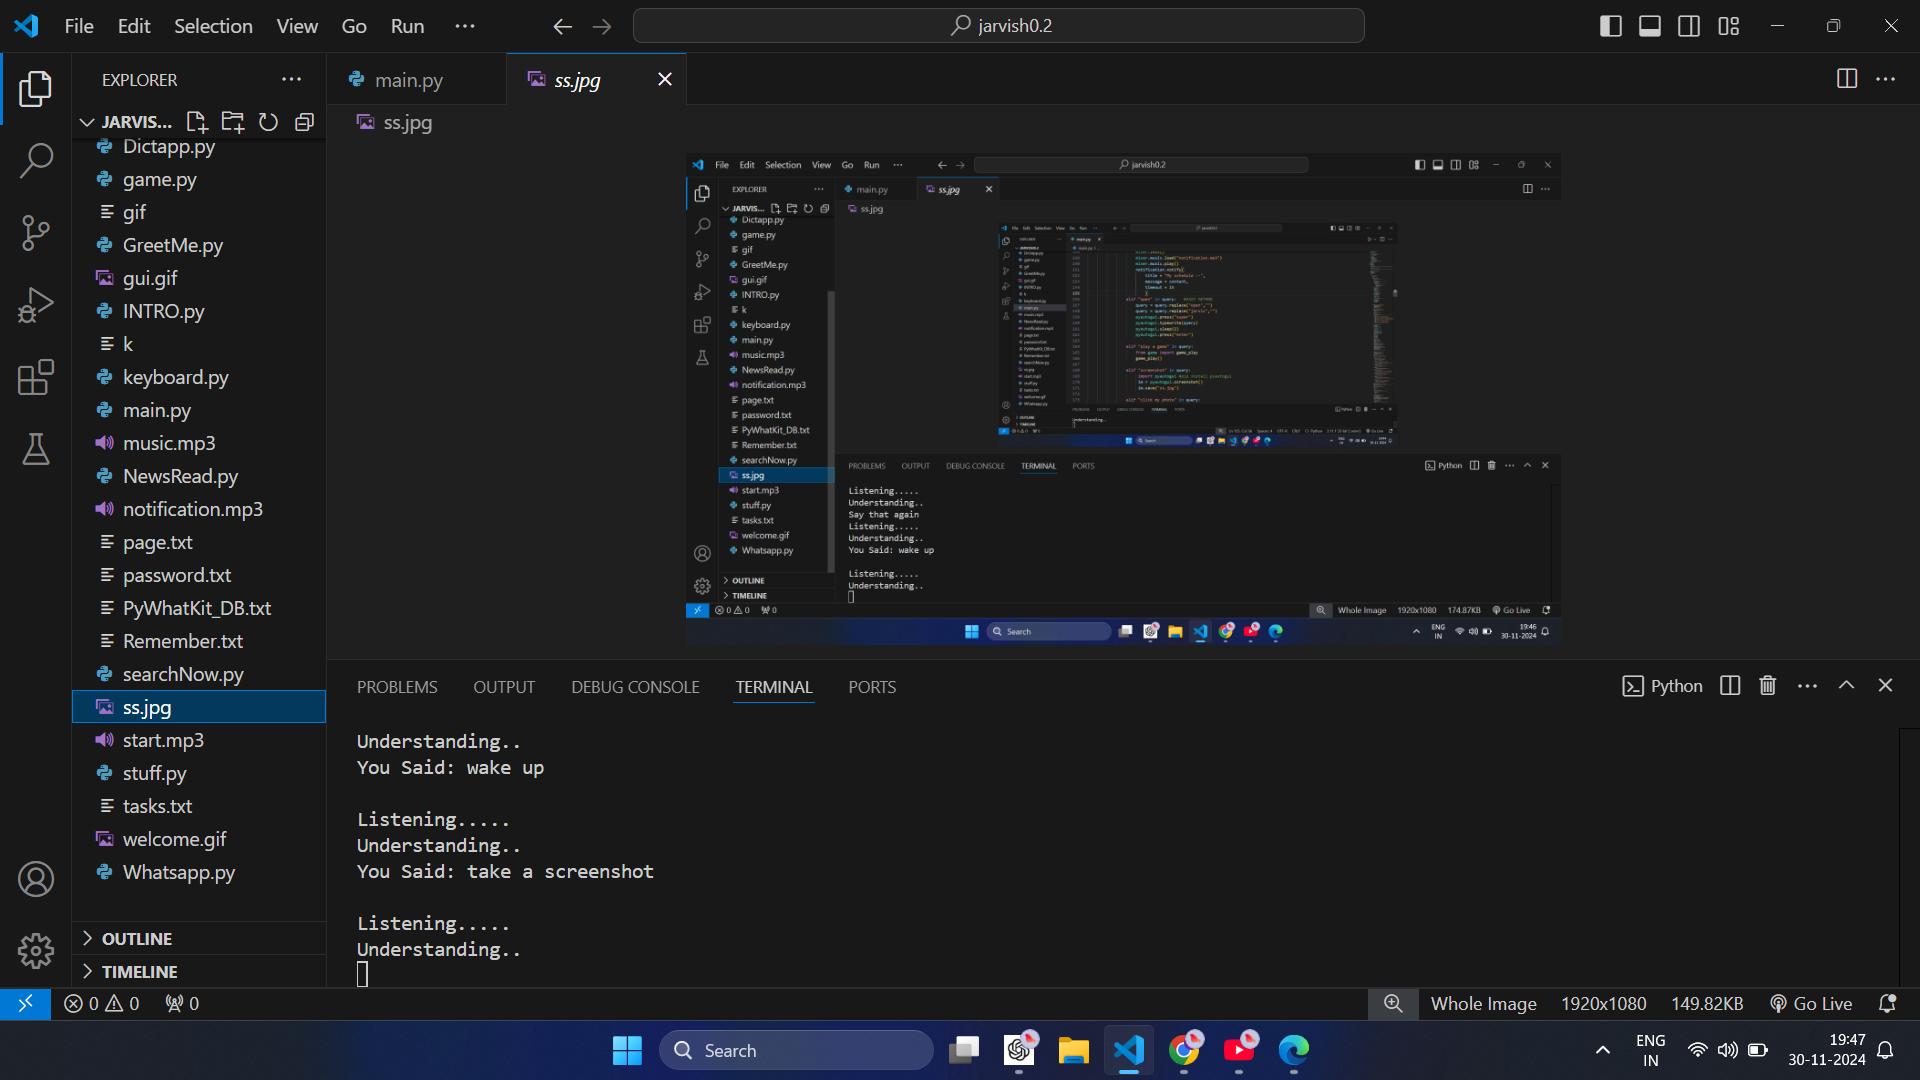 File Edit Selection View Go Run ···
jarvish0.2
EXPLORER ···
JARVIS...
Dictapp.py
game.py
gif
GreetMe.py
gui.gif
INTRO.py
k
keyboard.py
main.py
music.mp3
NewsRead.py
notification.mp3
page.txt
password.txt
PyWhatKit_DB.txt
Remember.txt
searchNow.py
ss.jpg
start.mp3
stuff.py
tasks.txt
welcome.gif
Whatsapp.py
OUTLINE
TIMELINE
main.py ss.jpg
ss.jpg
File Edit Selection View Go Run ···
jarvish0.2
EXPLORER ···
JARVIS...
Dictapp.py
game.py
gif
GreetMe.py
gui.gif
INTRO.py
k
keyboard.py
main.py
music.mp3
NewsRead.py
notification.mp3
page.txt
password.txt
PyWhatKit_DB.txt
Remember.txt
searchNow.py
ss.jpg
start.mp3
stuff.py
tasks.txt
welcome.gif
Whatsapp.py
OUTLINE
TIMELINE
main.py ss.jpg
ss.jpg
PROBLEMS OUTPUT DEBUG CONSOLE TERMINAL PORTS
Python
Listening.....
Understanding..
Say that again
Listening.....
Understanding..
You Said: wake up
Listening.....
Understanding..
0 0 0
Whole Image 1920x1080 174.87KB Go Live
Search
ENG
IN
19:46
30-11-2024
PROBLEMS OUTPUT DEBUG CONSOLE TERMINAL PORTS
Python
Understanding..
You Said: wake up
Listening.....
Understanding..
You Said: take a screenshot
Listening.....
Understanding..
0 0 0
Whole Image 1920x1080 149.82KB Go Live
Search
ENG
IN
19:47
30-11-2024